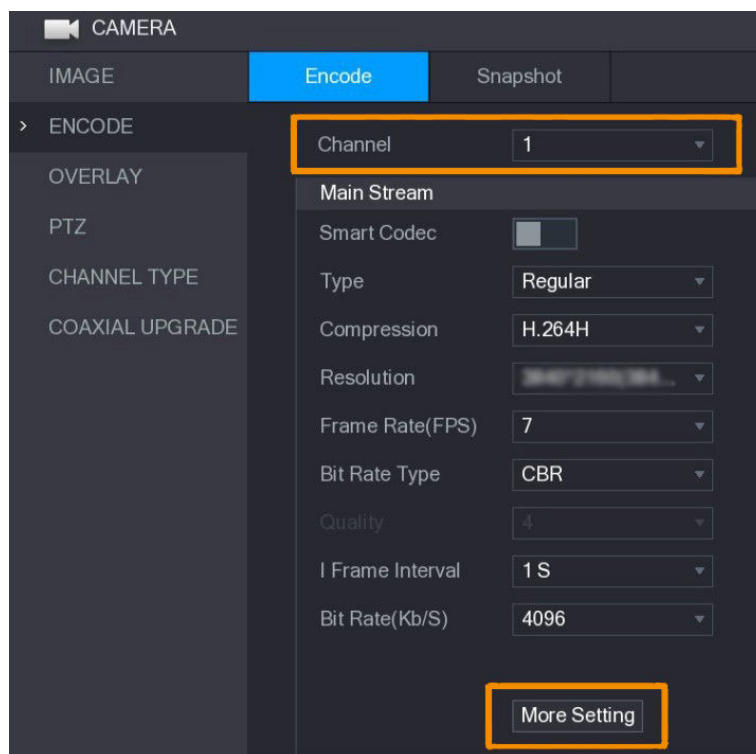 CAMERA
IMAGE
Encode
Snapshot
ENCODE
OVERLAY
PTZ
CHANNEL TYPE
COAXIAL UPGRADE
Channel 1
Main Stream
Smart Codec
Type Regular
Compression H.264H
Resolution
Frame Rate(FPS) 7
Bit Rate Type CBR
Quality 4
I Frame Interval 1 S
Bit Rate(Kb/S) 4096
More Setting